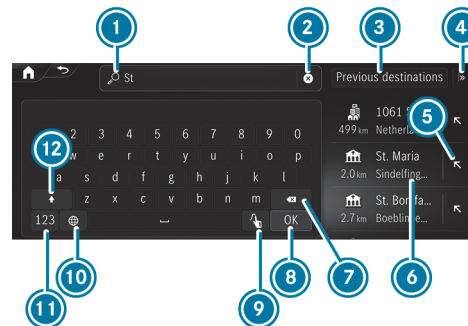 1
2
3
4
St
Previous destinations
»
5
12
1061
499 km Netherla
2 3 4 5 6 7 8 9 0
St. Maria
2.0 km Sindelfing...
w e r t y u i o p
a s d f g h j k l
St. Bonifa...
2.7 km Boeblin...
z x c v b n m
123
OK
11
10
9
8
7
6